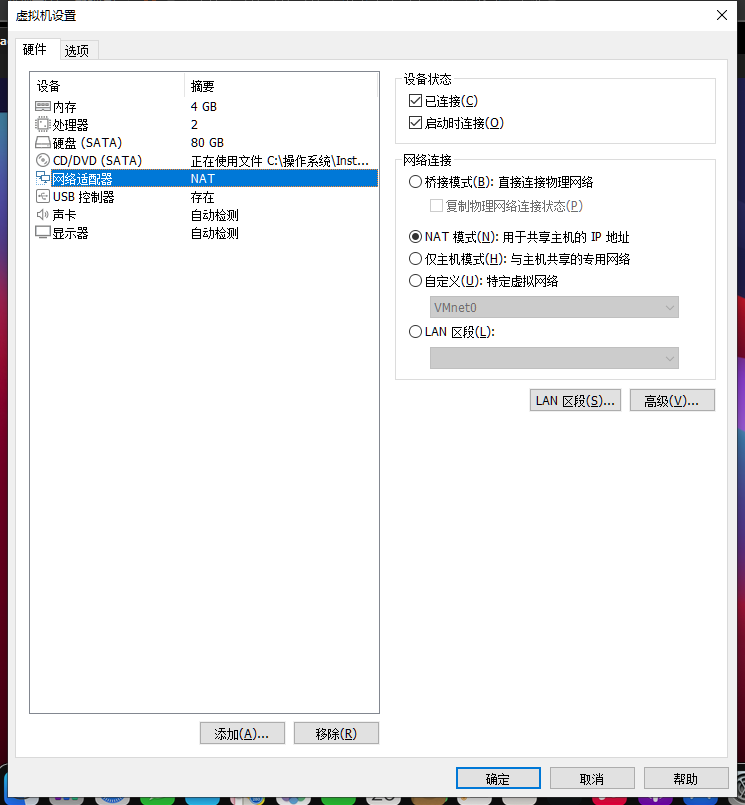 虚拟机设置
硬件 选项
设备 摘要
内存 4 GB
处理器 2
硬盘 (SATA) 80 GB
CD/DVD (SATA) 正在使用文件 C:\操作系统\Inst...
网络适配器 NAT
USB 控制器 存在
声卡 自动检测
显示器 自动检测
添加(A)... 移除(R)
设备状态
已连接(C)
启动时连接(O)
网络连接
桥接模式(B): 直接连接物理网络
复制物理网络连接状态(P)
NAT 模式(N): 用于共享主机的 IP 地址
仅主机模式(H): 与主机共享的专用网络
自定义(U): 特定虚拟网络
VMnet0
LAN 区段(L):
LAN 区段(S)... 高级(V)...
确定 取消 帮助